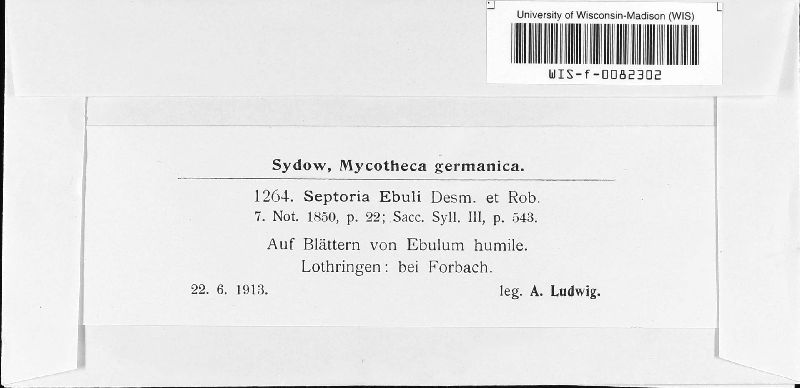 University of Wisconsin-Madison (WIS)
WIS-f-0082302
Sydow, Mycotheca germanica.
1264. Septoria Ebuli Desm. et Rob.
7. Not. 1850, p. 22; Sacc. Syll. III, p. 543.
Auf Blättern von Ebulum humile.
Lothringen: bei Forbach.
22. 6. 1913. leg. A. Ludwig.